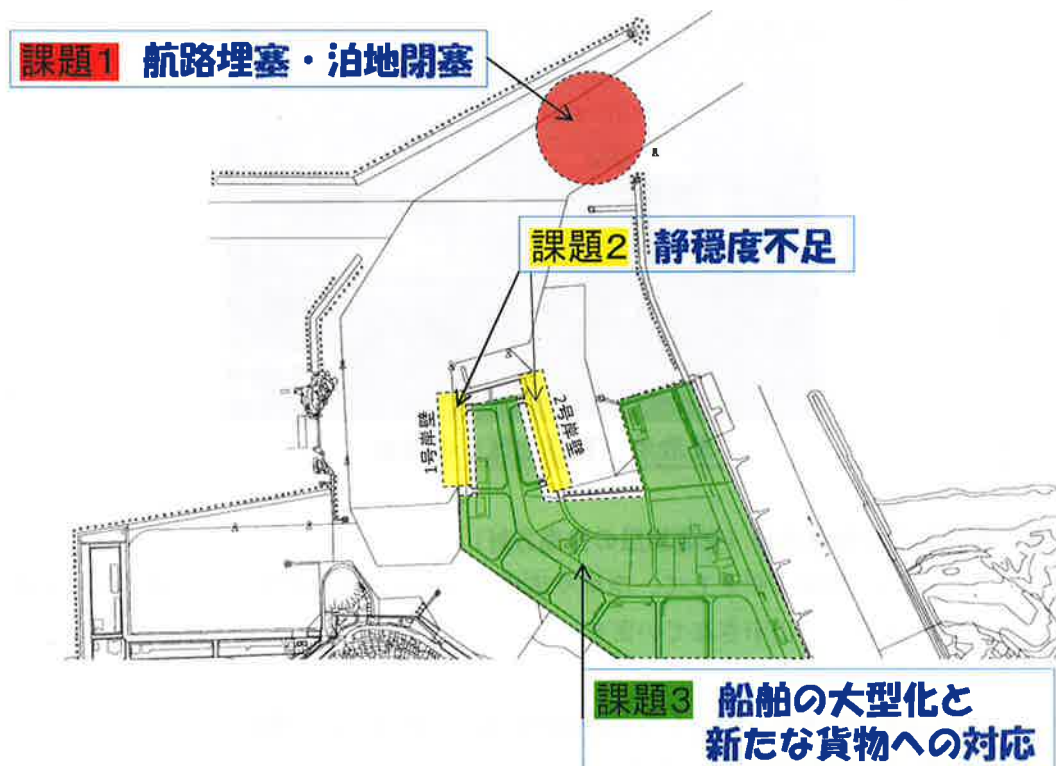 課題1 航路埋塞・泊地閉塞
課題2 静穏度不足
1号岸壁
2号岸壁
課題3 船舶の大型化と
新たな貨物への対応